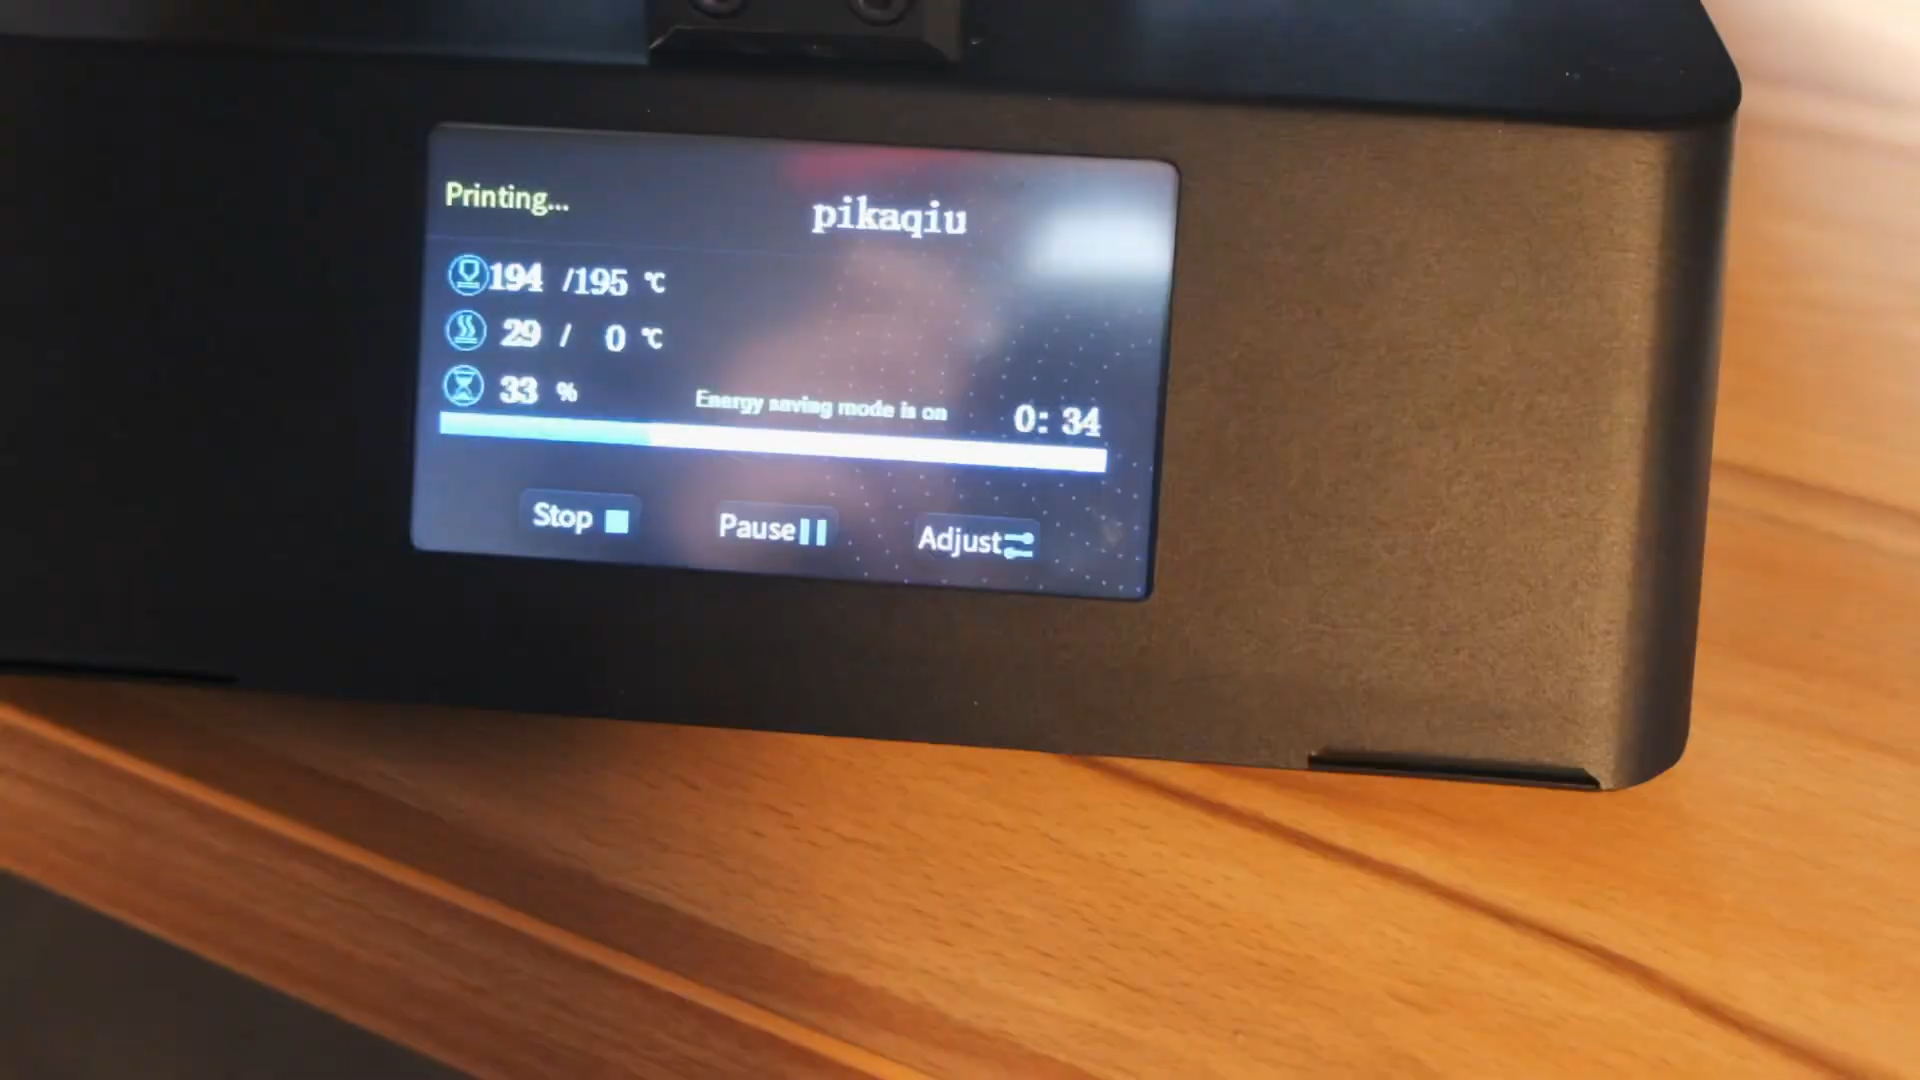 Printing...
pikaqiu
194 /195 ℃
29 / 0 ℃
33 %
Energy saving mode is on
0: 34
Stop
Pause
Adjust